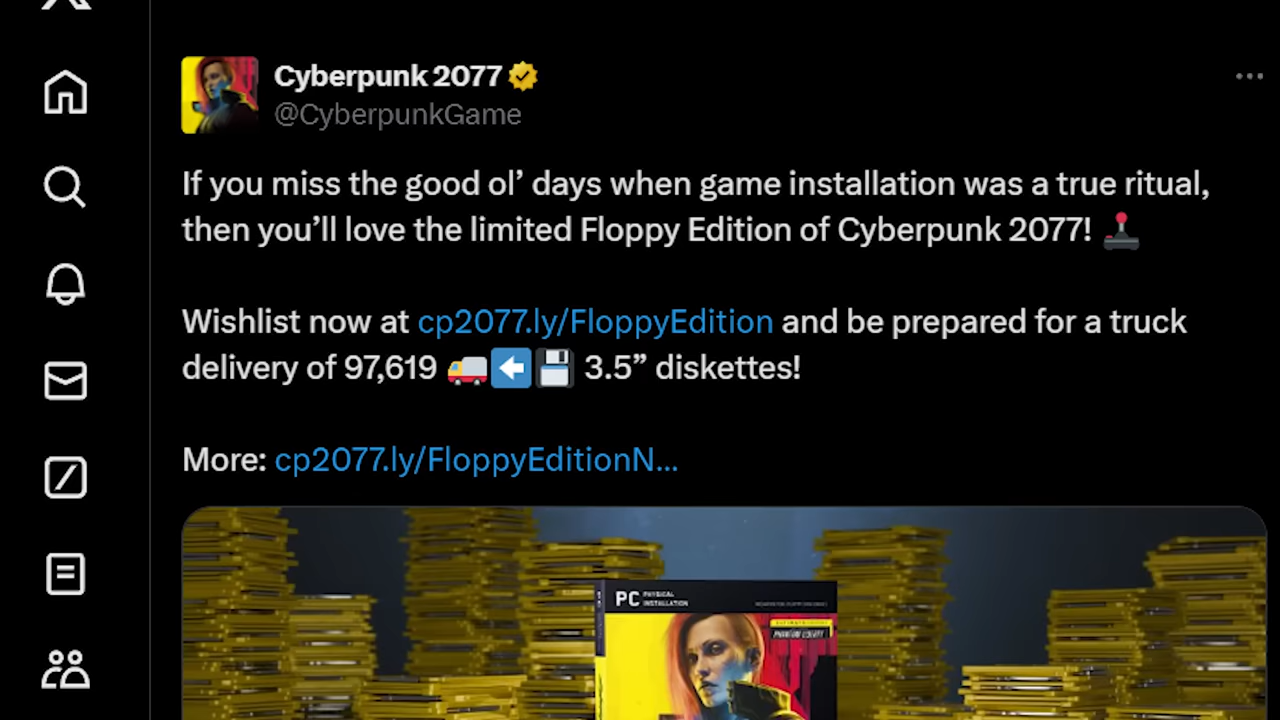 Cyberpunk 2077
@CyberpunkGame
If you miss the good ol’ days when game installation was a true ritual,
then you’ll love the limited Floppy Edition of Cyberpunk 2077! 🕹️
Wishlist now at cp2077.ly/FloppyEdition and be prepared for a truck
delivery of 97,619 🚚⬅️💾 3.5” diskettes!
More: cp2077.ly/FloppyEditionN...
PC PHYSICAL
INSTALLATION
PHANTOM LIBERTY